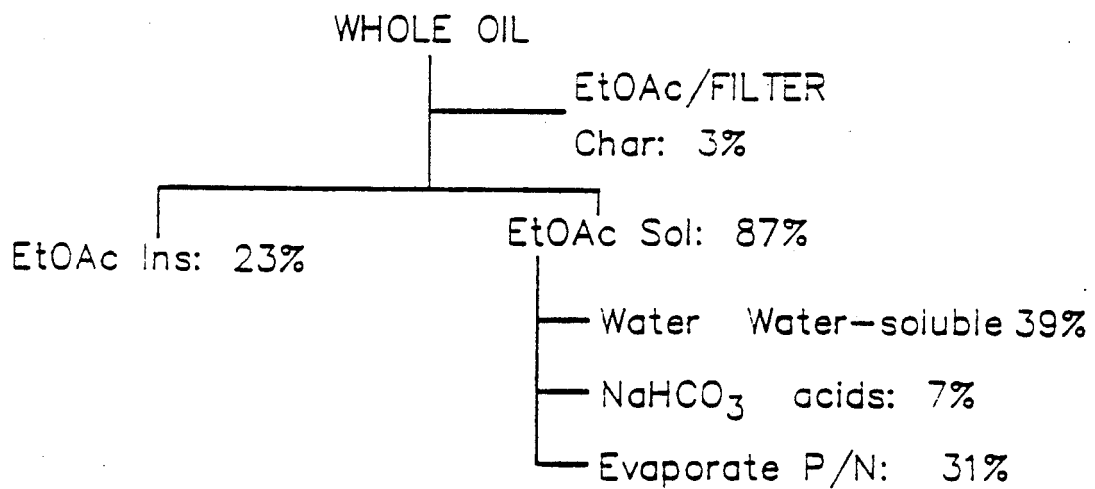 WHOLE OIL
EtOAc/FILTER
Char: 3%
EtOAc Ins: 23%
EtOAc Sol: 87%
Water Water-soluble 39%
NaHCO3 acids: 7%
Evaporate P/N: 31%